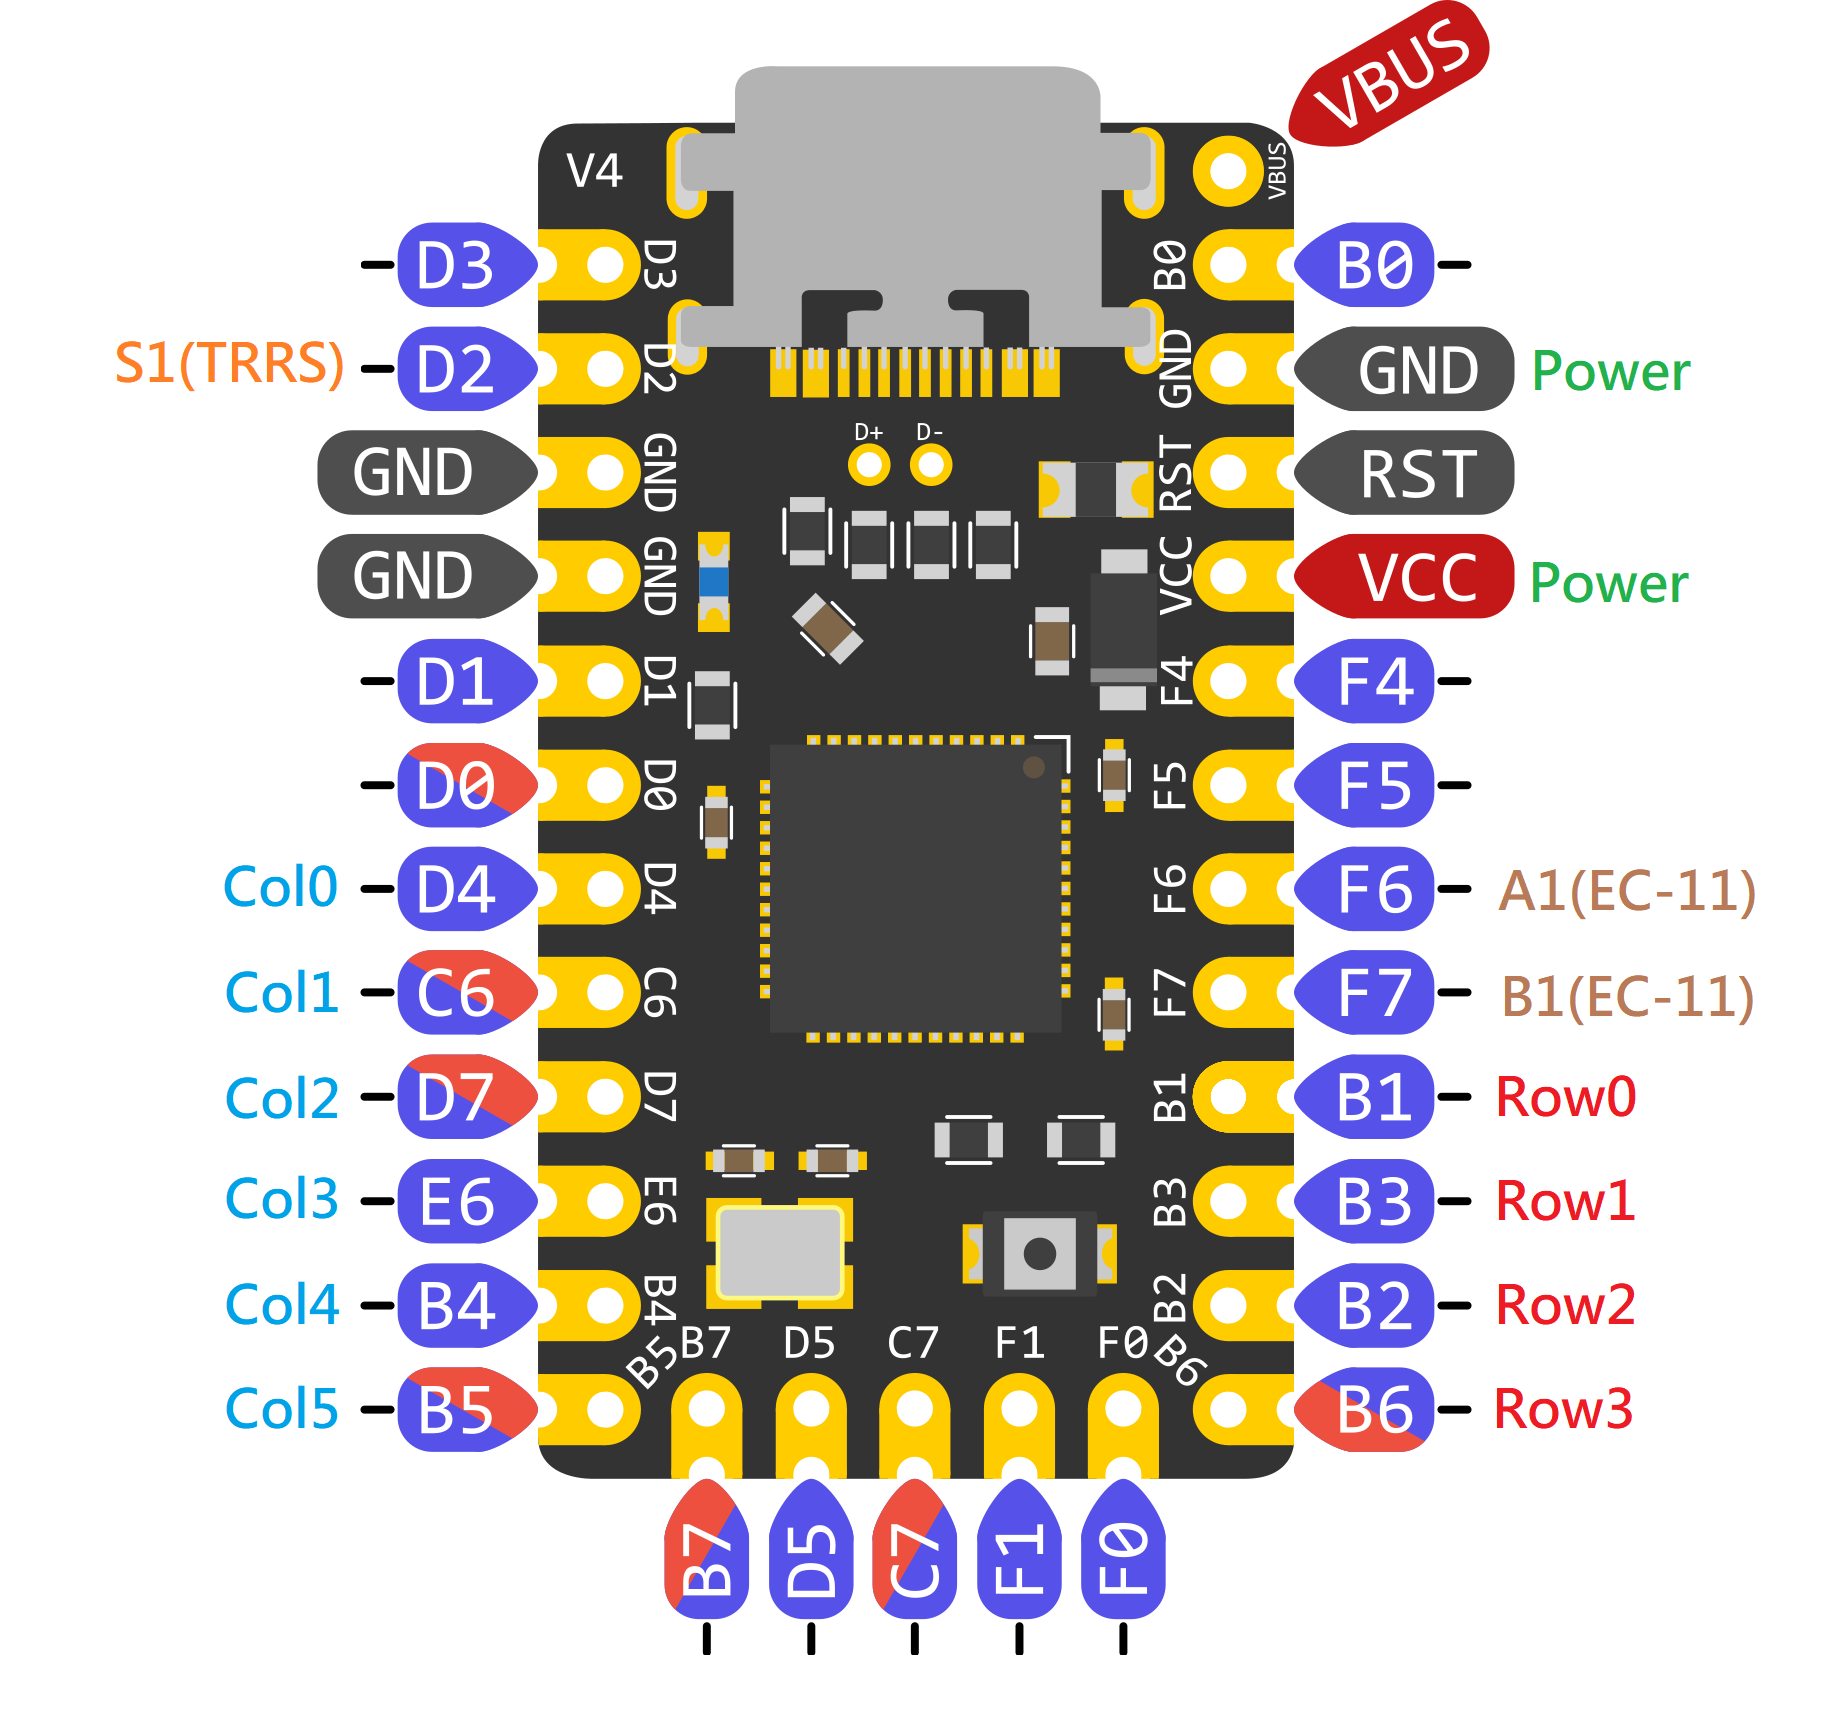 VBUS
V4
VBUS
D3 D3 B0 B0
S1(TRRS) D2 D2 GND GND Power
D+ D-
GND GND RST RST
GND GND VCC VCC Power
D1 D1 F4 F4
D0 D0 F5 F5
Col0 D4 D4 F6 F6 A1(EC-11)
Col1 C6 C6 F7 F7 B1(EC-11)
Col2 D7 D7 B1 B1 Row0
Col3 E6 E6 B3 B3 Row1
Col4 B4 B4 B2 B2 Row2
B5 B7 D5 C7 F1 F0 B6
Col5 B5 B6 Row3
B7 D5 C7 F1 F0